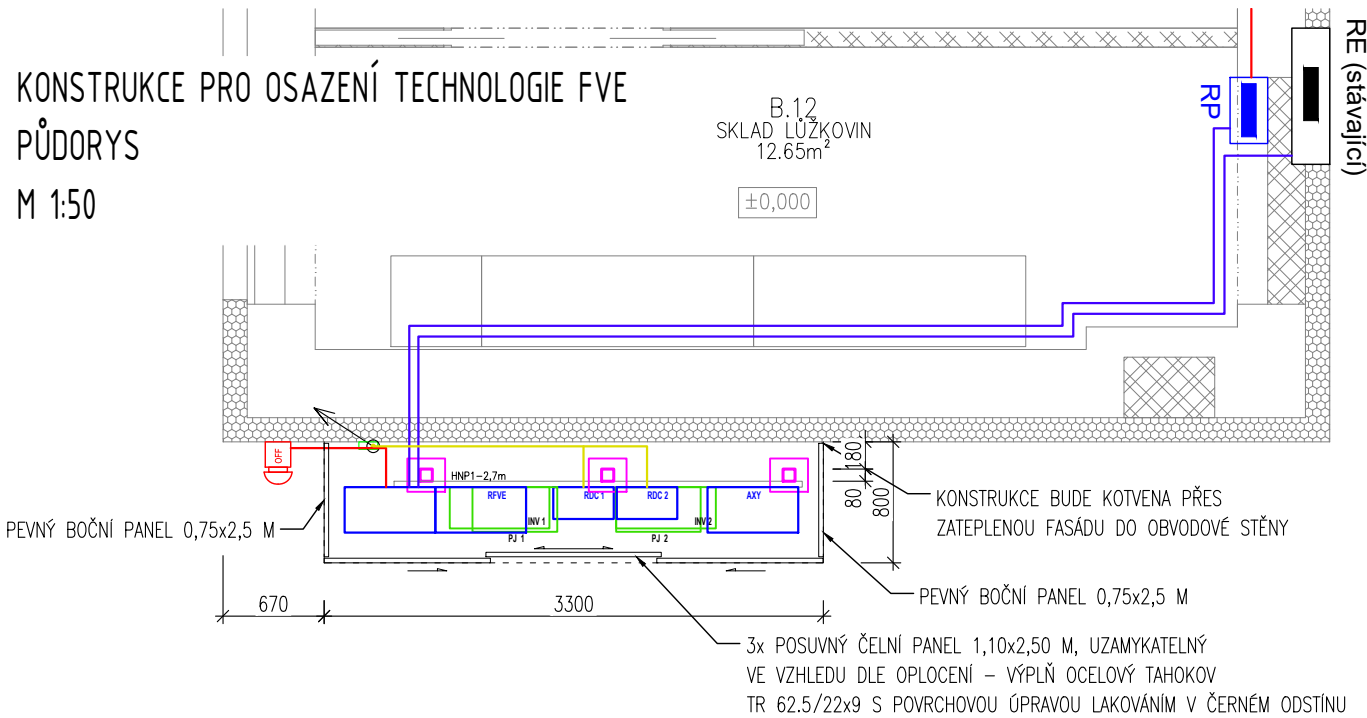 KONSTRUKCE PRO OSAZENÍ TECHNOLOGIE FVE
PŮDORYS
M 1:50
B.12
SKLAD LŮŽKOVIN
12.65m²
±0,000
RP
RE (stávající)
OFF
HNP1-2,7m
RFVE
RDC 1
RDC 2
AXY
INV 1
INV 2
PJ 1
PJ 2
180
80
800
PEVNÝ BOČNÍ PANEL 0,75x2,5 M
KONSTRUKCE BUDE KOTVENA PŘES
ZATEPLENOU FASÁDU DO OBVODOVÉ STĚNY
PEVNÝ BOČNÍ PANEL 0,75x2,5 M
670
3300
3x POSUVNÝ ČELNÍ PANEL 1,10x2,50 M, UZAMYKATELNÝ
VE VZHLEDU DLE OPLOCENÍ – VÝPLŇ OCELOVÝ TAHOKOV
TR 62.5/22x9 S POVRCHOVOU ÚPRAVOU LAKOVÁNÍM V ČERNÉM ODSTÍNU